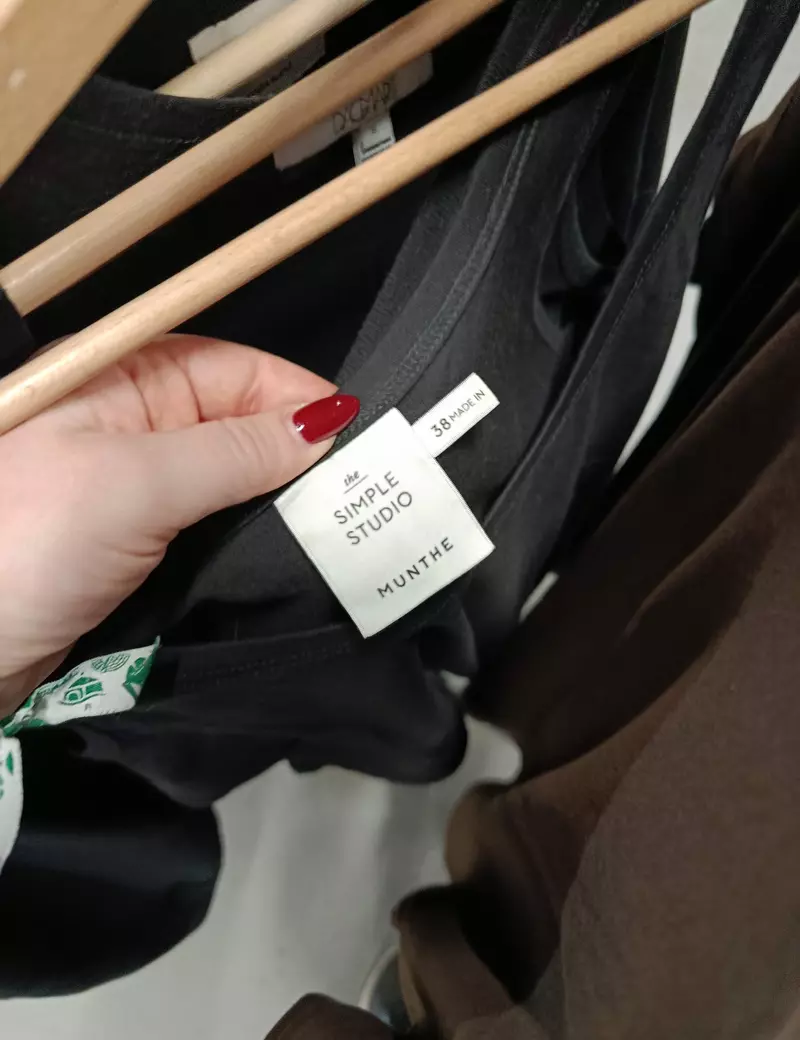 the
SIMPLE
STUDIO
MUNTHE
38 MADE IN